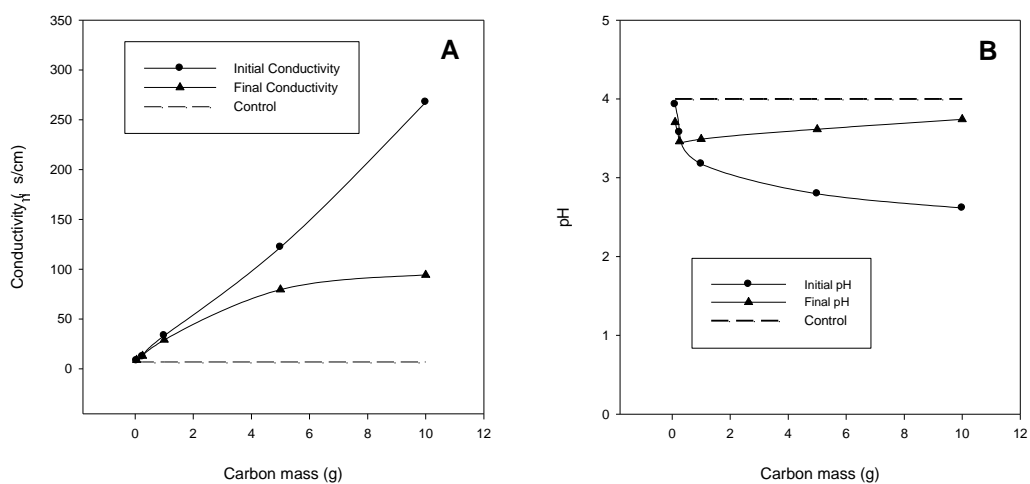 A
350
300
250
200
150
100
50
0
Conductivity
s/cm)
Initial Conductivity
Final Conductivity
Control
0 2 4 6 8 10 12
Carbon mass (g)
B
5
4
3
2
1
0
pH
Initial pH
Final pH
Control
0 2 4 6 8 10 12
Carbon mass (g)